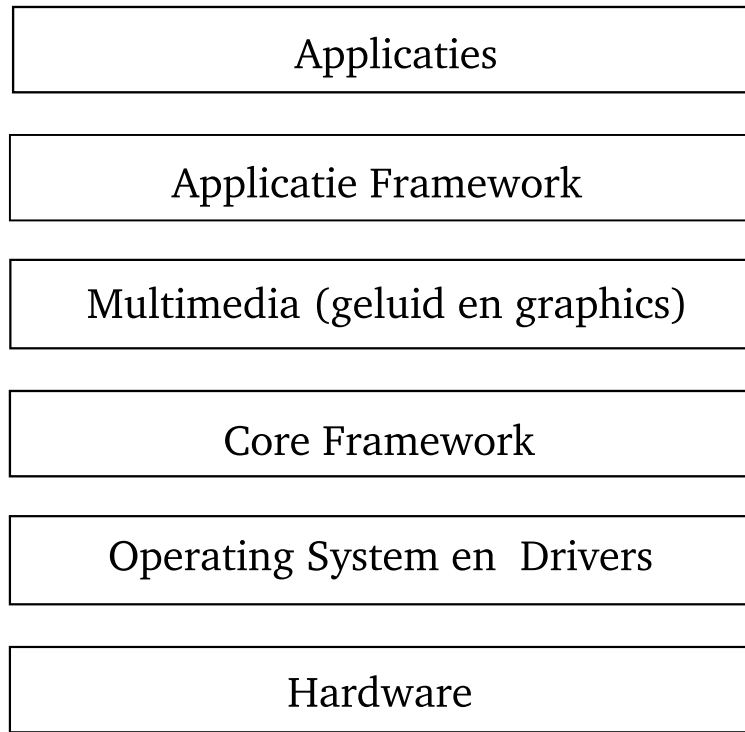 Applicaties
Applicatie Framework
Multimedia (geluid en graphics)
Core Framework
Operating System en Drivers
Hardware